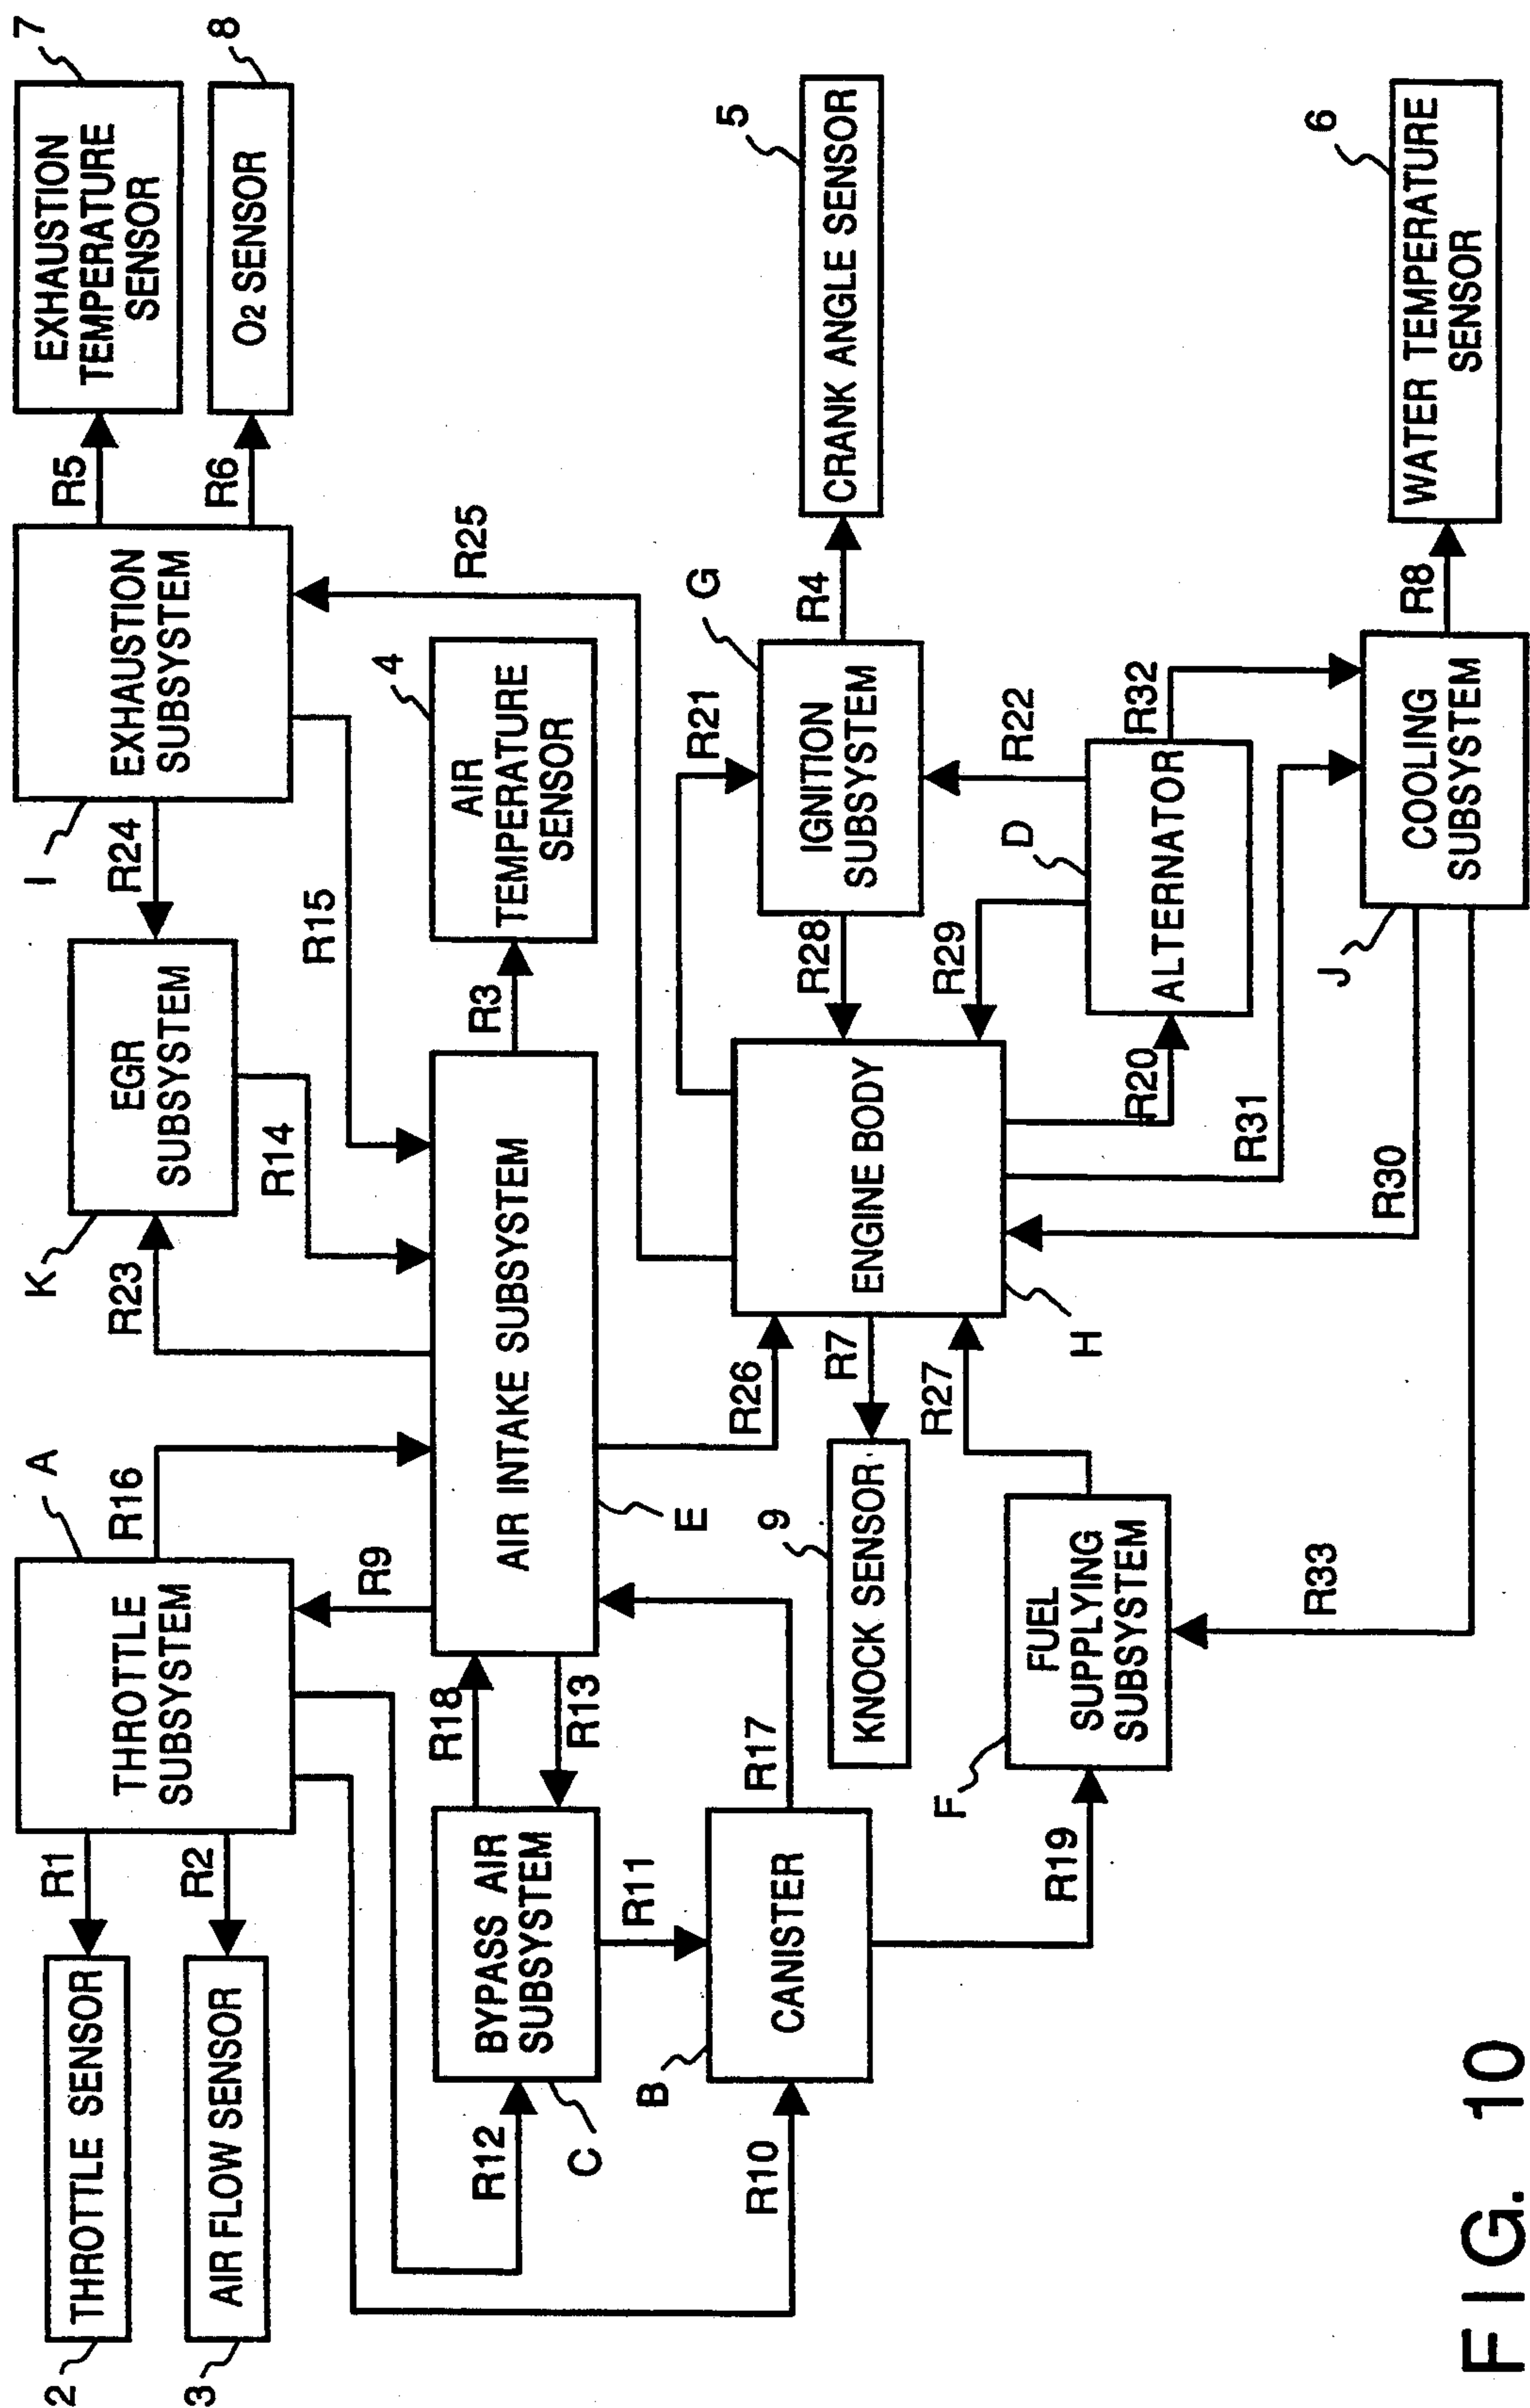 2
THROTTLE SENSOR
R1
3
AIR FLOW SENSOR
R2
THROTTLE
SUBSYSTEM
A
R16
R9
R23
K
EGR
SUBSYSTEM
R14
R24
I
EXHAUSTION
SUBSYSTEM
R15
R5
EXHAUSTION
TEMPERATURE
SENSOR
7
R6
O2 SENSOR
8
R25
R12
C
BYPASS AIR
SUBSYSTEM
R18
R13
R11
AIR INTAKE SUBSYSTEM
E
R3
AIR
TEMPERATURE
SENSOR
4
R10
B
CANISTER
R17
R19
R26
R7
9
KNOCK SENSOR
R27
ENGINE BODY
H
R21
R28
R29
R20
IGNITION
SUBSYSTEM
G
R4
CRANK ANGLE SENSOR
5
R22
D
ALTERNATOR
R32
R31
R30
F
FUEL
SUPPLYING
SUBSYSTEM
R33
J
COOLING
SUBSYSTEM
R8
WATER TEMPERATURE
SENSOR
6
FIG. 10